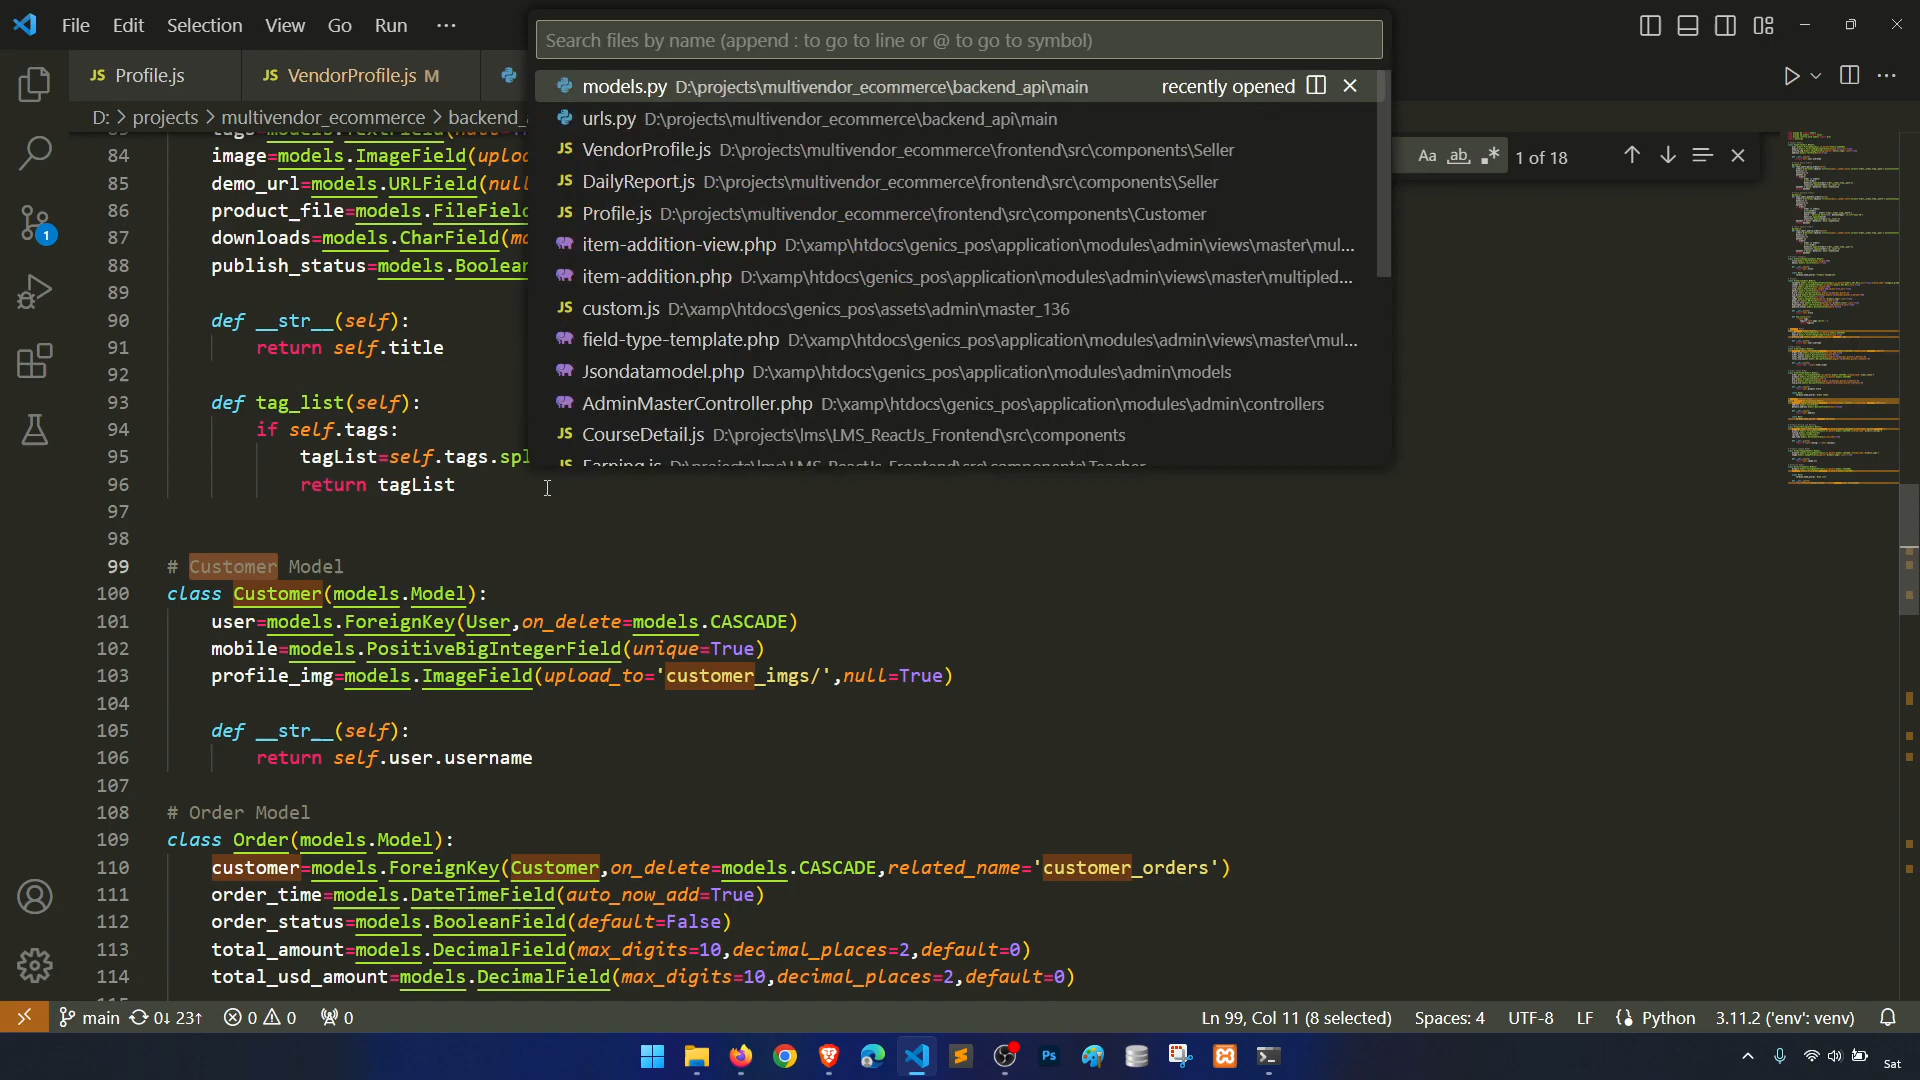 File Edit Selection View Go Run ···
Search files by name (append : to go to line or @ to go to symbol)
JS Profile.js
JS VendorProfile.js M
D: > projects > multivendor_ecommerce > backend_
models.py D:\projects\multivendor_ecommerce\backend_api\main recently opened
urls.py D:\projects\multivendor_ecommerce\backend_api\main
JS VendorProfile.js D:\projects\multivendor_ecommerce\frontend\src\components\Seller
JS DailyReport.js D:\projects\multivendor_ecommerce\frontend\src\components\Seller
JS Profile.js D:\projects\multivendor_ecommerce\frontend\src\components\Customer
item-addition-view.php D:\xamp\htdocs\genics_pos\application\modules\admin\views\master\mul...
item-addition.php D:\xamp\htdocs\genics_pos\application\modules\admin\views\master\multipled...
JS custom.js D:\xamp\htdocs\genics_pos\assets\admin\master_136
field-type-template.php D:\xamp\htdocs\genics_pos\application\modules\admin\views\master\mul...
Jsondatamodel.php D:\xamp\htdocs\genics_pos\application\modules\admin\models
AdminMasterController.php D:\xamp\htdocs\genics_pos\application\modules\admin\controllers
JS CourseDetail.js D:\projects\lms\LMS_ReactJs_Frontend\src\components
JS Earning.js D:\projects\lms\LMS_ReactJs_Frontend\src\components\Teacher
Aa ab .* 1 of 18
84 image=models.ImageField(uploa
85 demo_url=models.URLField(null
86 product_file=models.FileField
87 downloads=models.CharField(ma
88 publish_status=models.Boolean
89
90 def __str__(self):
91 return self.title
92
93 def tag_list(self):
94 if self.tags:
95 tagList=self.tags.spl
96 return tagList
97
98
99 # Customer Model
100 class Customer(models.Model):
101 user=models.ForeignKey(User,on_delete=models.CASCADE)
102 mobile=models.PositiveBigIntegerField(unique=True)
103 profile_img=models.ImageField(upload_to='customer_imgs/',null=True)
104
105 def __str__(self):
106 return self.user.username
107
108 # Order Model
109 class Order(models.Model):
110 customer=models.ForeignKey(Customer,on_delete=models.CASCADE,related_name='customer_orders')
111 order_time=models.DateTimeField(auto_now_add=True)
112 order_status=models.BooleanField(default=False)
113 total_amount=models.DecimalField(max_digits=10,decimal_places=2,default=0)
114 total_usd_amount=models.DecimalField(max_digits=10,decimal_places=2,default=0)
1
main 0↓ 23↑ 0 0 0
Ln 99, Col 11 (8 selected) Spaces: 4 UTF-8 LF Python 3.11.2 ('env': venv)
Ps
Sat